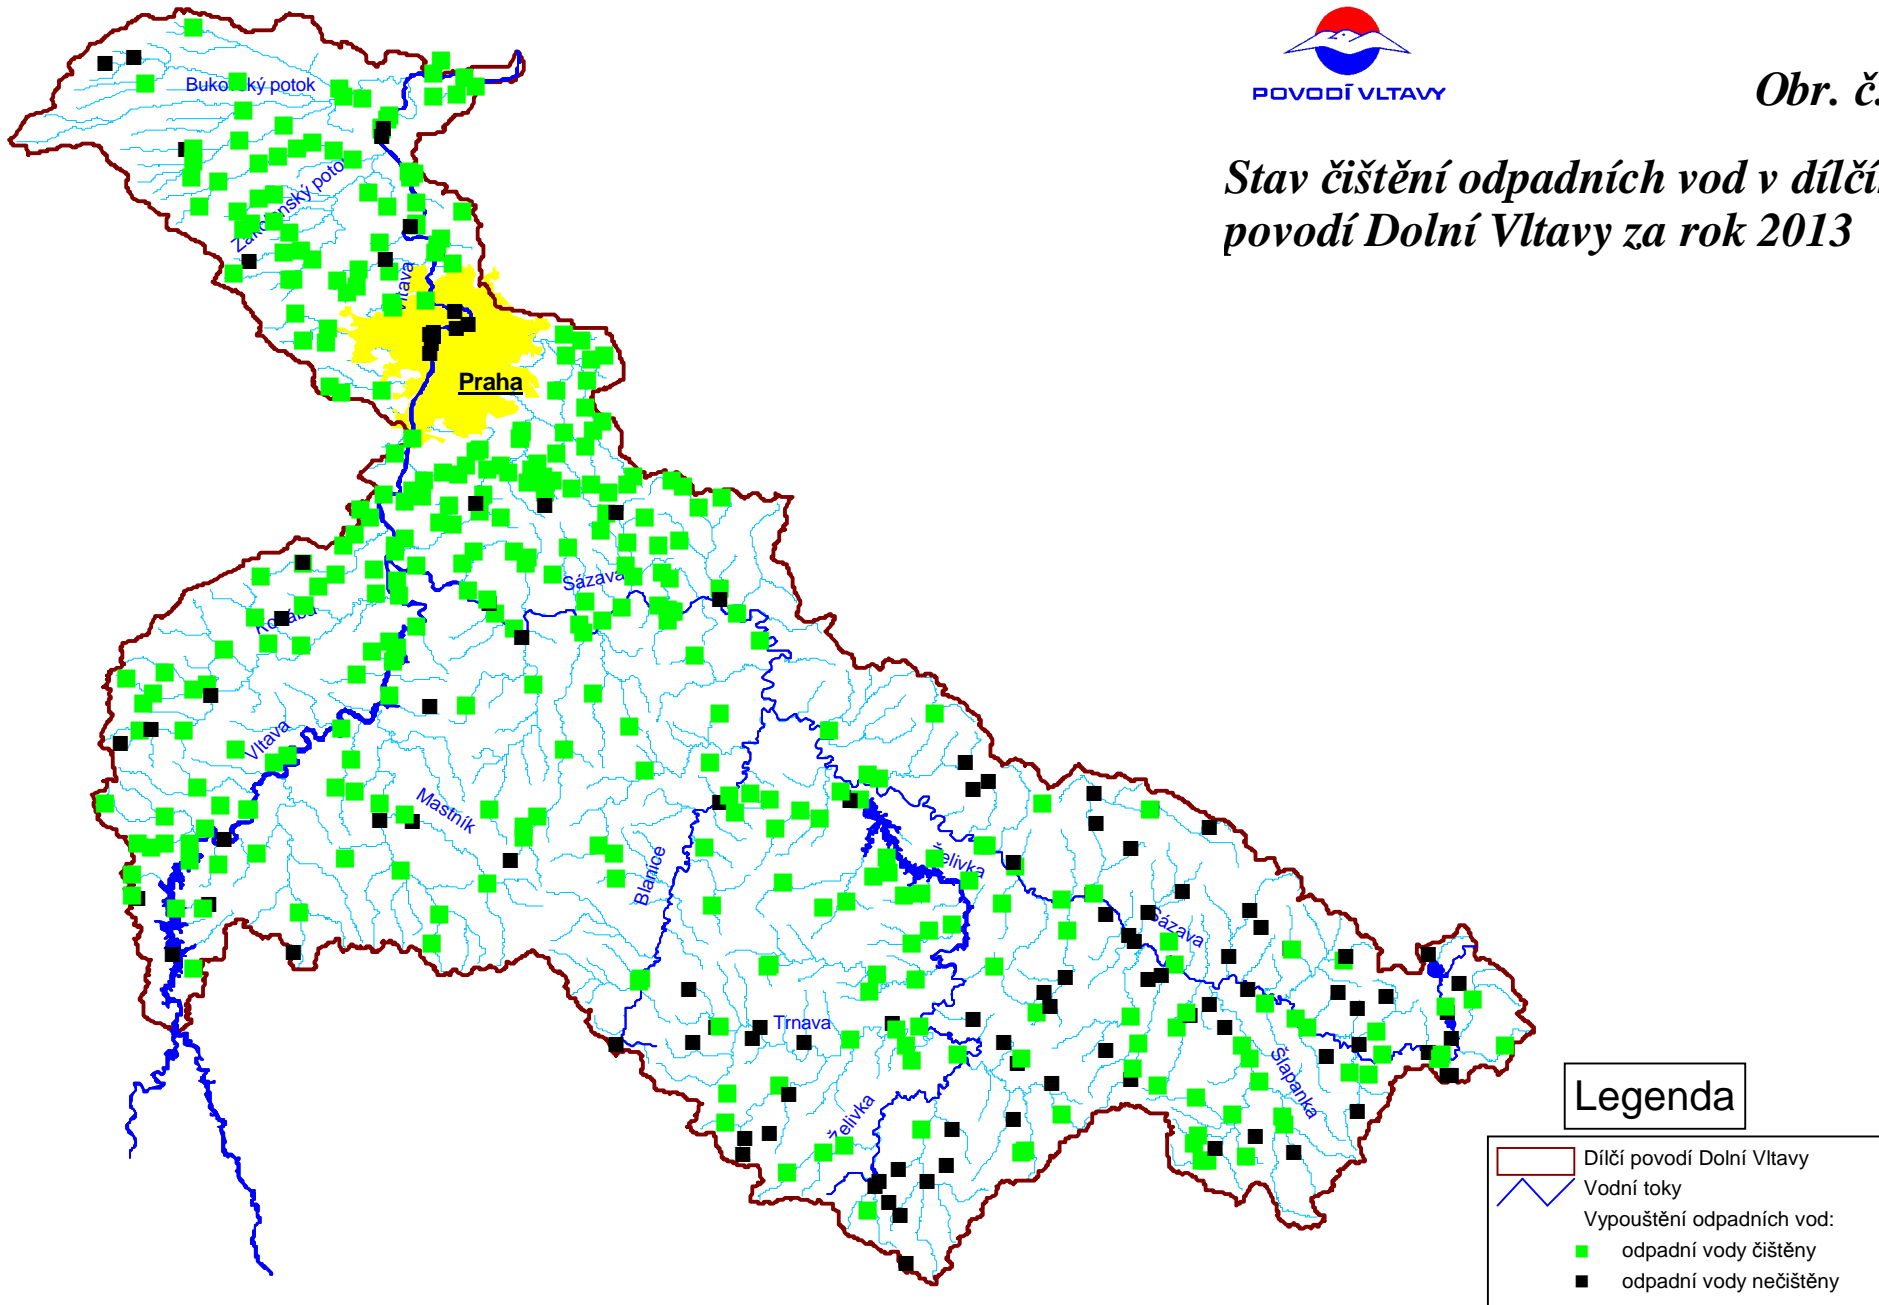 POVODÍ VLTAVY
Obr. č.
Stav čištění odpadních vod v dílčí
povodí Dolní Vltavy za rok 2013
potok
Vltava
Praha
Sázava
Vltava
Mastník
Blanice
Želivka
Sázava
Trnava
Želivka
Šlapanka
Legenda
Dílčí povodí Dolní Vltavy
Vodní toky
Vypouštění odpadních vod:
odpadní vody čištěny
odpadní vody nečištěny